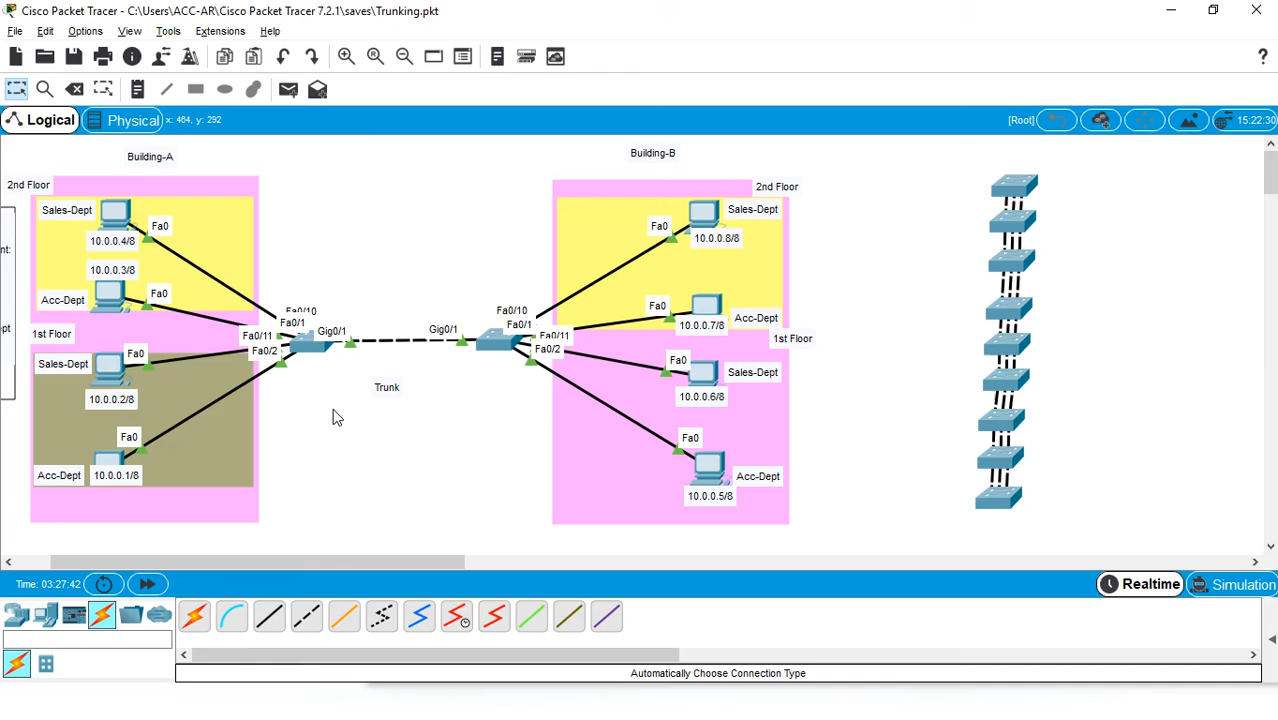 Cisco Packet Tracer - C:\Users\ACC-AR\Cisco Packet Tracer 7.2.1\saves\Trunking.pkt
File Edit Options View Tools Extensions Help
?
Logical Physical x: 464, y: 292 [Root] 15:22:30
Building-A
Building-B
2nd Floor
2nd Floor
Sales-Dept
Fa0
10.0.0.4/8
Fa0
Sales-Dept
10.0.0.8/8
nt:
10.0.0.3/8
Fa0
Acc-Dept
Fa0/10
Fa0/1
Gig0/1
Gig0/1
Fa0/10
Fa0/1
Fa0
Acc-Dept
10.0.0.7/8
ept
1st Floor
Fa0/11
Fa0/2
Fa0/11
Fa0/2
1st Floor
Fa0
Sales-Dept
10.0.0.2/8
Trunk
Fa0
Sales-Dept
10.0.0.6/8
Fa0
Acc-Dept
10.0.0.1/8
Fa0
Acc-Dept
10.0.0.5/8
Time: 03:27:42
Realtime Simulation
Automatically Choose Connection Type